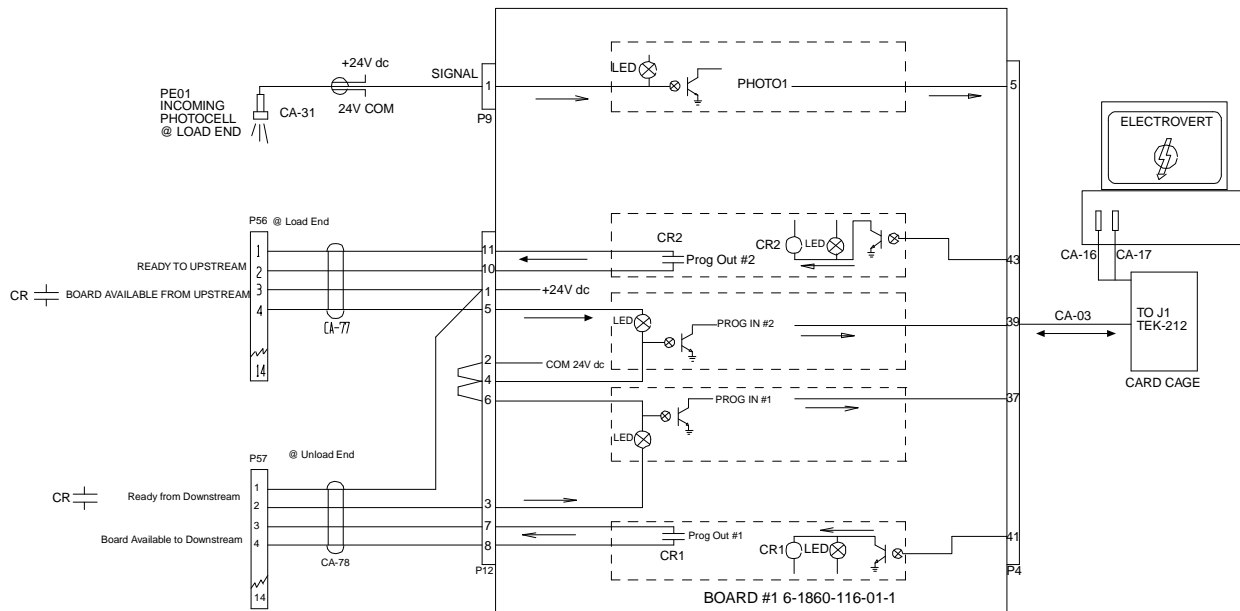 +24V dc
SIGNAL
1
LED
PHOTO1
5
PE01
INCOMING
PHOTOCELL
@ LOAD END
CA-31
24V COM
P9
ELECTROVERT
P56 @ Load End
1
2
3
4
14
READY TO UPSTREAM
CR
BOARD AVAILABLE FROM UPSTREAM
CA-77
11
10
1
5
2
4
6
3
7
8
P12
+24V dc
COM 24V dc
CR2
Prog Out #2
CR2
LED
43
LED
PROG IN #2
39
PROG IN #1
37
LED
CA-16
CA-17
CA-03
TO J1
TEK-212
CARD CAGE
@ Unload End
P57
1
2
3
4
14
CR
Ready from Downstream
Board Available to Downstream
CA-78
Prog Out #1
CR1
CR1
LED
41
P4
BOARD #1 6-1860-116-01-1